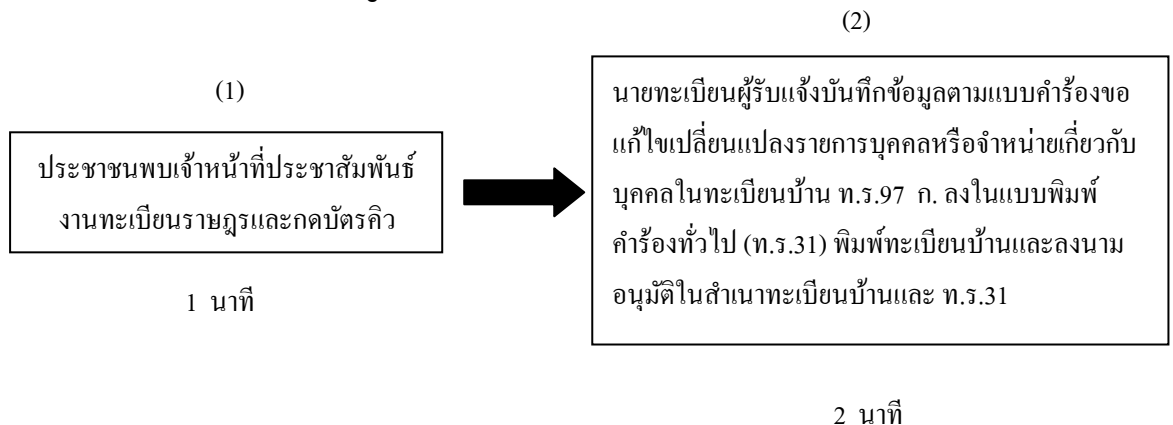 (1)
ประชาชนพบเจ้าหน้าที่ประชาสัมพันธ์
งานทะเบียนราษฎรและกดบัตรคิว
1 นาที
(2)
นายทะเบียนผู้รับแจ้งบันทึกข้อมูลตามแบบคำร้องขอ
แก้ไขเปลี่ยนแปลงรายการบุคคลหรือจำหน่ายเกี่ยวกับ
บุคคลในทะเบียนบ้าน ท.ร.97 ก. ลงในแบบพิมพ์
คำร้องทั่วไป (ท.ร.31) พิมพ์ทะเบียนบ้านและลงนาม
อนุมัติในสำเนาทะเบียนบ้านและ ท.ร.31
2 นาที